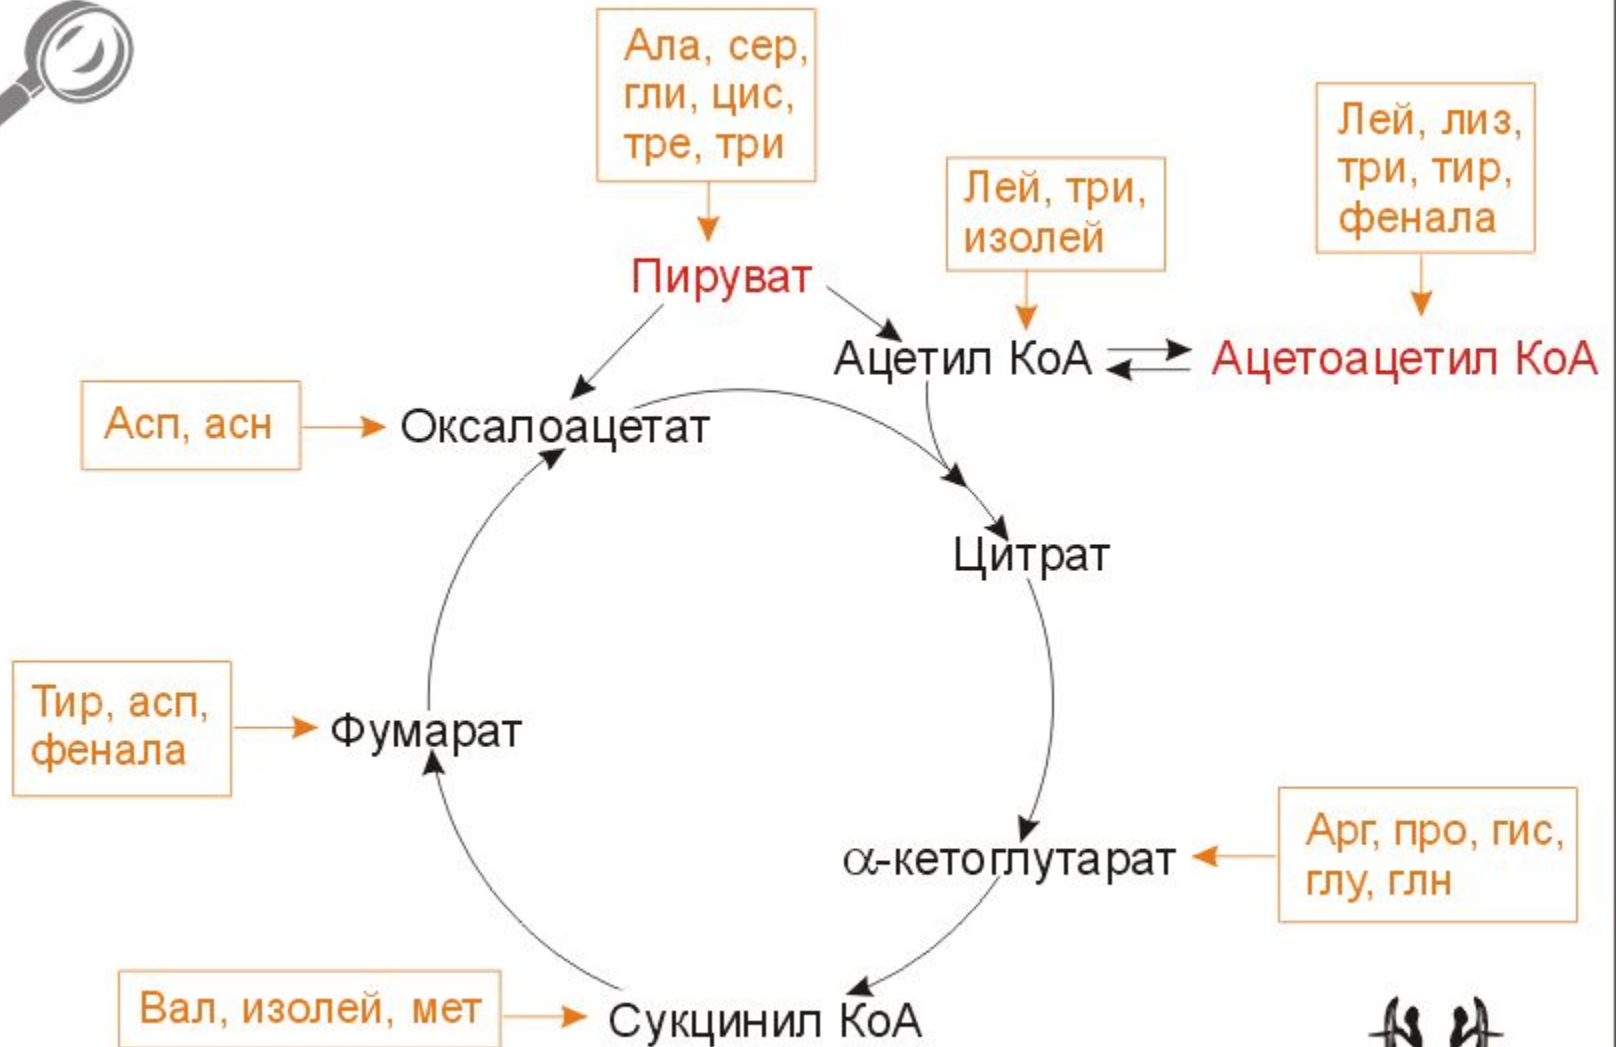 Ала, сер,
гли, цис,
тре, три
Лей, лиз,
три, тир,
фенала
Лей, три,
изолей
Пируват
Ацетил КоА
Ацетоацетил КоА
Асп, асн
Оксалоацетат
Цитрат
Тир, асп,
фенала
Фумарат
α-кетоглутарат
Арг, про, гис,
глу, глн
Вал, изолей, мет
Сукцинил КоА